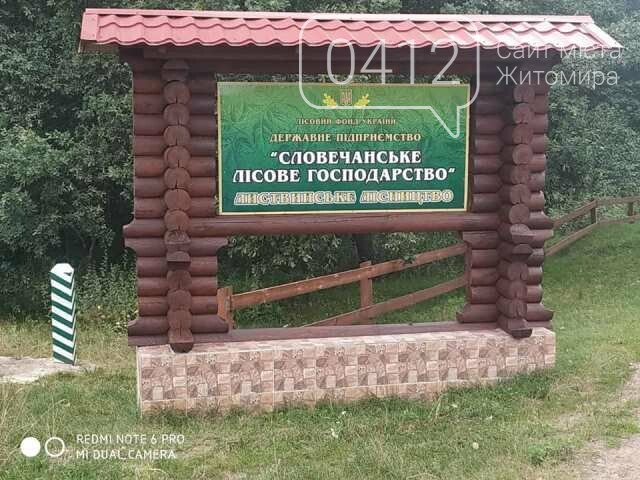 0412
Сайт міста
Житомира
ЛІСОВИЙ ФОНД УКРАЇНИ
ДЕРЖАВНЕ ПІДПРИЄМСТВО
"СЛОВЕЧАНСЬКЕ
ЛІСОВЕ ГОСПОДАРСТВО"
ЛИСТВИНСЬКЕ ЛІСНИЦТВО
REDMI NOTE 6 PRO
MI DUAL CAMERA